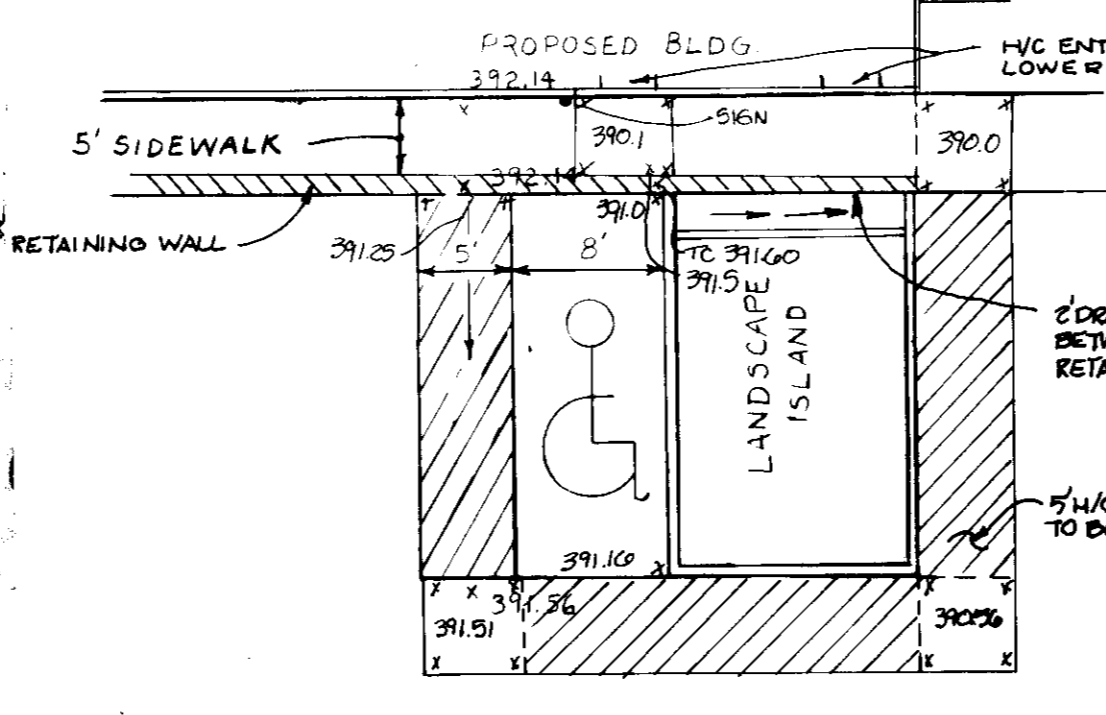 PROPOSED BLDG.
H/C ENT
LOWER
392.14
SIGN
5' SIDEWALK
390.1
390.0
392.14
391.0
RETAINING WALL
391.25
5'
8'
TC 391.60
391.5
LANDSCAPE
ISLAND
2' DR
BETW
RETA
5' H/C
TO B
391.16
391.56
391.51
390.56